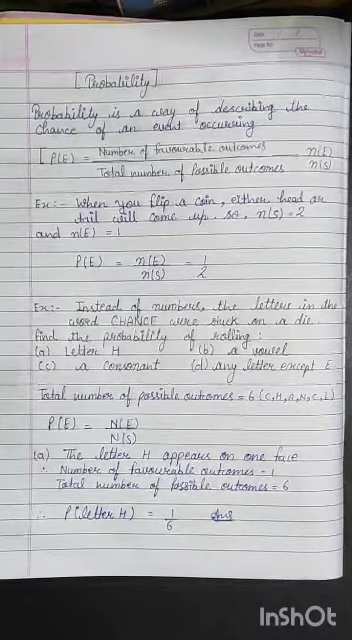 Date
Page No.
[Probability]
Probability is a way of describing the
chance of an event occurring
[P(E) = Number of favourable outcomes / Total number of Possible outcomes = n(E)/n(S)
Ex:- When you flip a coin, either head or
tail will come up. so, n(S) = 2
and n(E) = 1
P(E) = n(E)/n(S) = 1/2
Ex:- Instead of numbers, the letters in the
word CHANCE were stuck on a die.
find the probability of rolling:
(a) Letter H (b) a vowel
(c) a consonant (d) any letter except E
Total number of possible outcomes = 6 (C,H,A,N,C,E)
P(E) = N(E)/N(S)
(a) The letter H appears on one face
∴ Number of favourable outcomes = 1
Total number of possible outcomes = 6
∴ P(letter H) = 1/6 Ans
InShOt